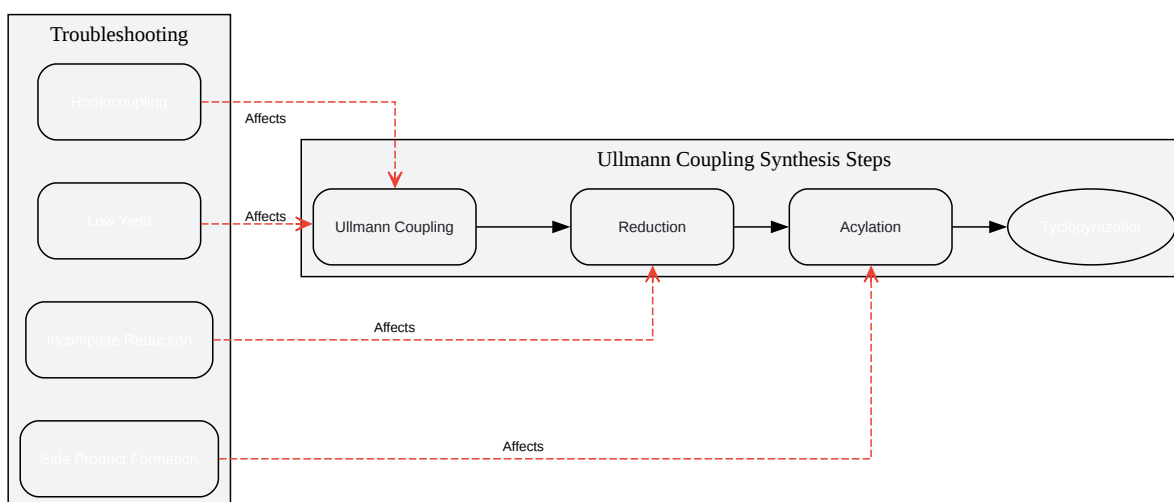 Troubleshooting
Homocoupling
Affects
Ullmann Coupling Synthesis Steps
Low Yield
Affects
Ullmann Coupling
Reduction
Acylation
Tyclopyrazoflor
Incomplete Reduction
Affects
Side Product Formation
Affects